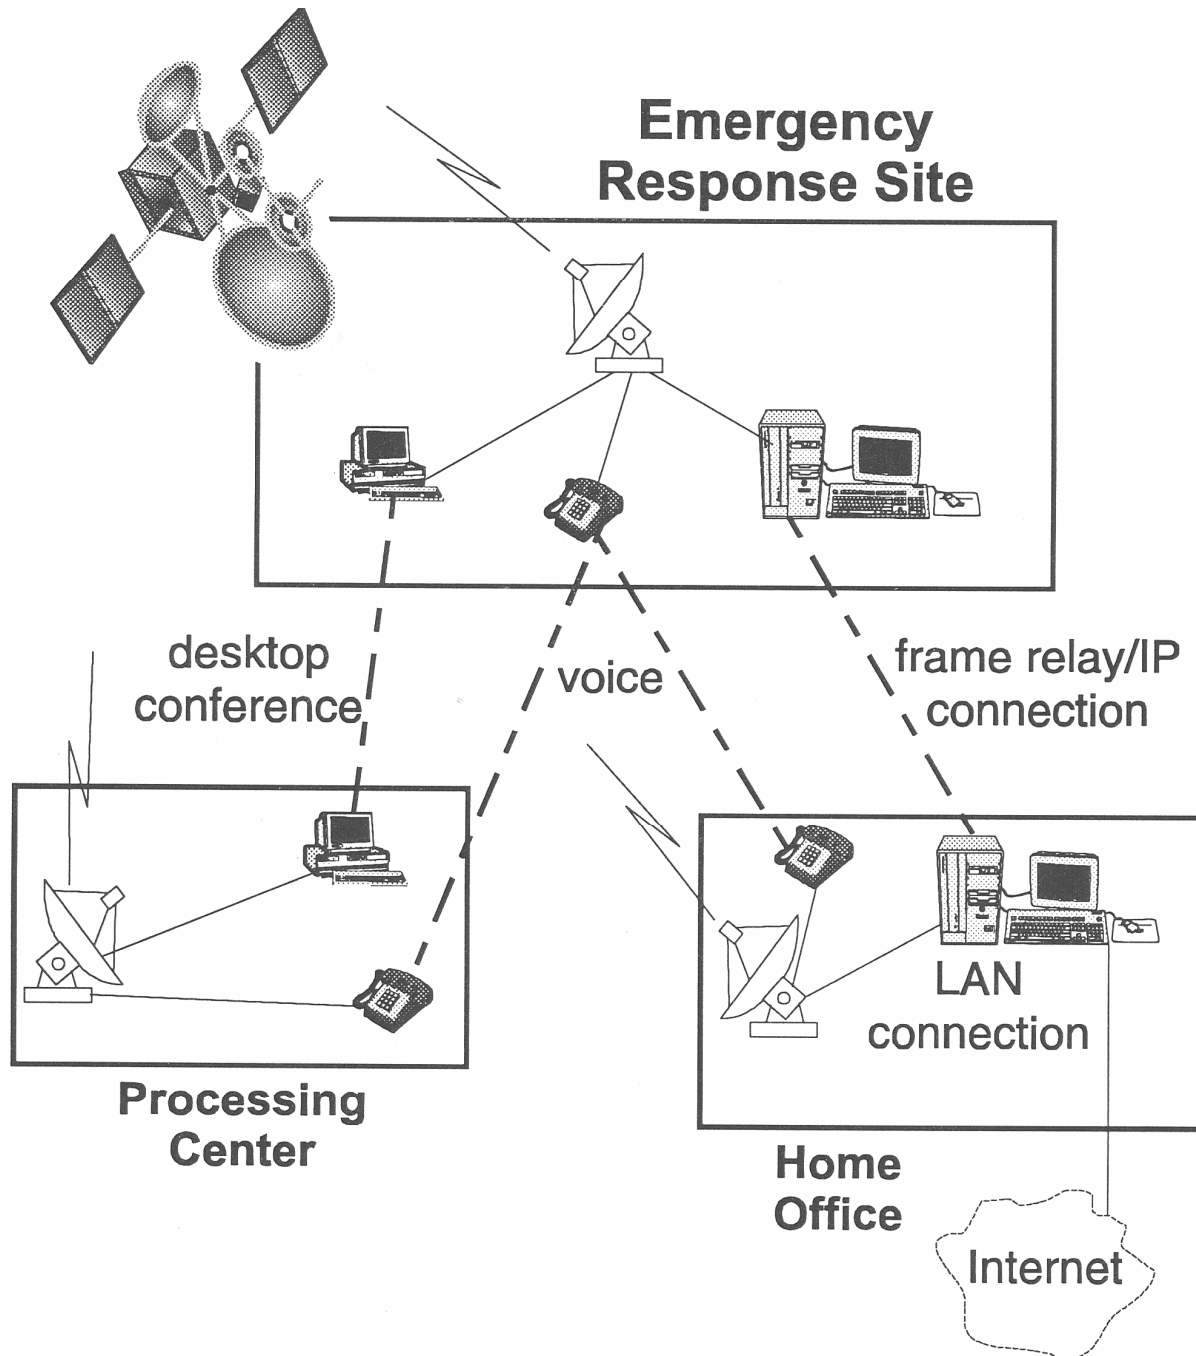 Emergency
Response Site
desktop
conference
voice
frame relay/IP
connection
LAN
connection
Processing
Center
Home
Office
Internet